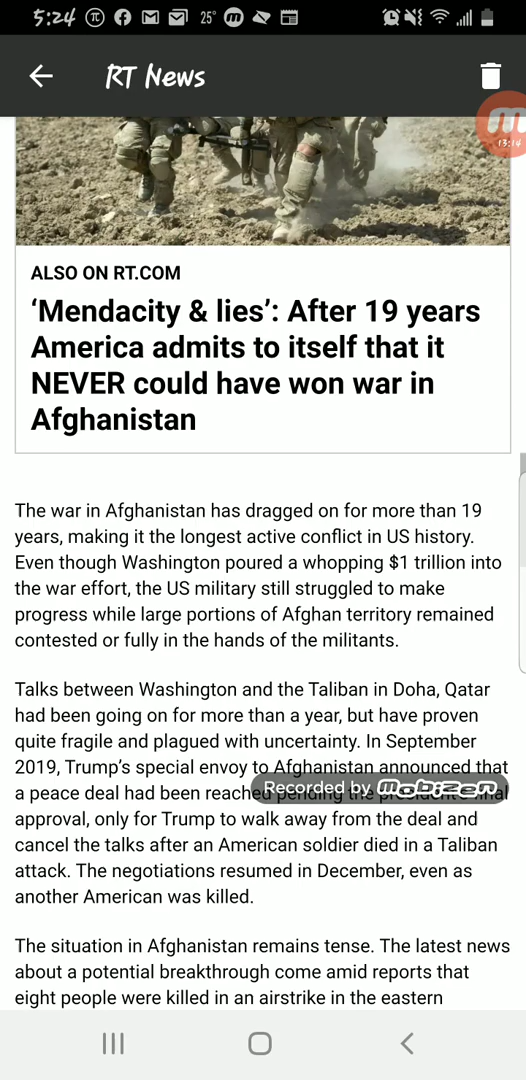 5:24
25°
RT News
13:14
ALSO ON RT.COM
‘Mendacity & lies’: After 19 years
America admits to itself that it
NEVER could have won war in
Afghanistan
The war in Afghanistan has dragged on for more than 19
years, making it the longest active conflict in US history.
Even though Washington poured a whopping $1 trillion into
the war effort, the US military still struggled to make
progress while large portions of Afghan territory remained
contested or fully in the hands of the militants.
Talks between Washington and the Taliban in Doha, Qatar
had been going on for more than a year, but have proven
quite fragile and plagued with uncertainty. In September
2019, Trump’s special envoy to Afghanistan announced that
a peace deal had been reached pending the president's final
Recorded by mobizen
approval, only for Trump to walk away from the deal and
cancel the talks after an American soldier died in a Taliban
attack. The negotiations resumed in December, even as
another American was killed.
The situation in Afghanistan remains tense. The latest news
about a potential breakthrough come amid reports that
eight people were killed in an airstrike in the eastern